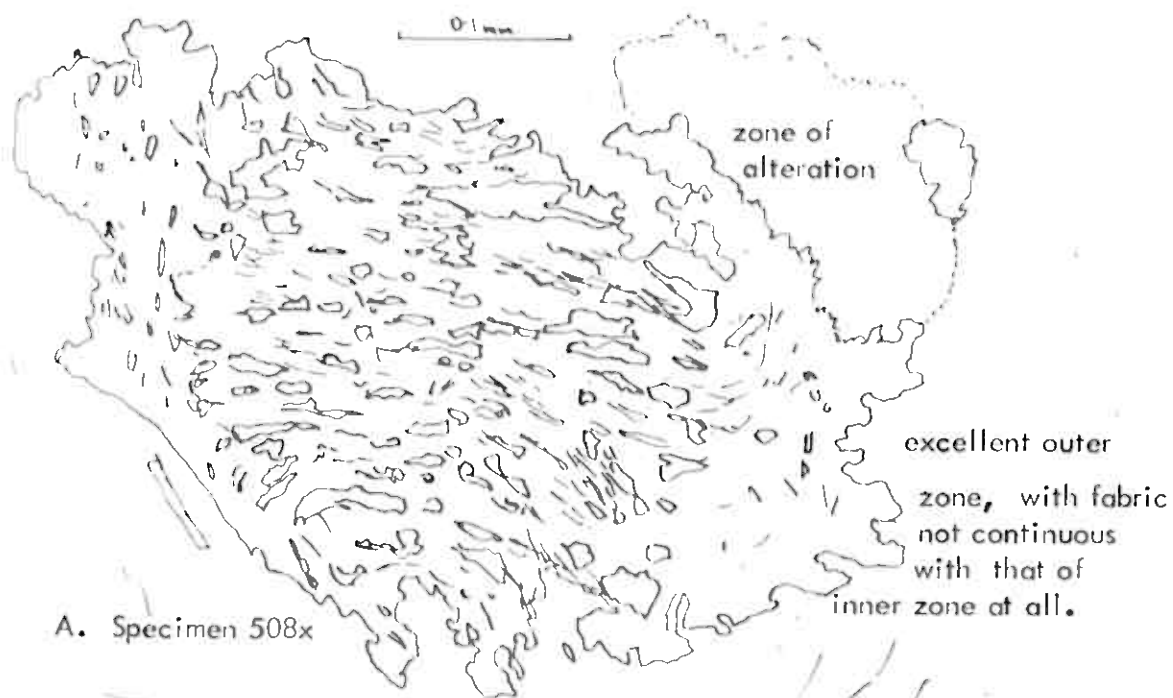 0·1 mm
zone of
alteration
excellent outer
zone, with fabric
not continuous
with that of
inner zone at all.
A. Specimen 508x